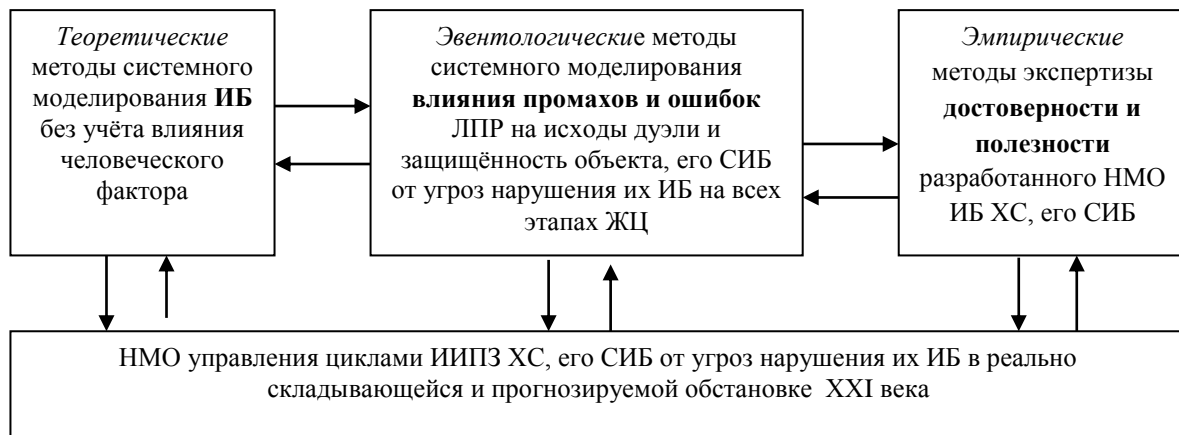 Теоретические
методы системного
моделирования ИБ
без учёта влияния
человеческого
фактора
Эвентологические методы
системного моделирования
влияния промахов и ошибок
ЛПР на исходы дуэли и
защищённость объекта, его СИБ
от угроз нарушения их ИБ на всех
этапах ЖЦ
Эмпирические
методы экспертизы
достоверности и
полезности
разработанного НМО
ИБ ХС, его СИБ
НМО управления циклами ИИПЗ ХС, его СИБ от угроз нарушения их ИБ в реально
складывающейся и прогнозируемой обстановке XXI века